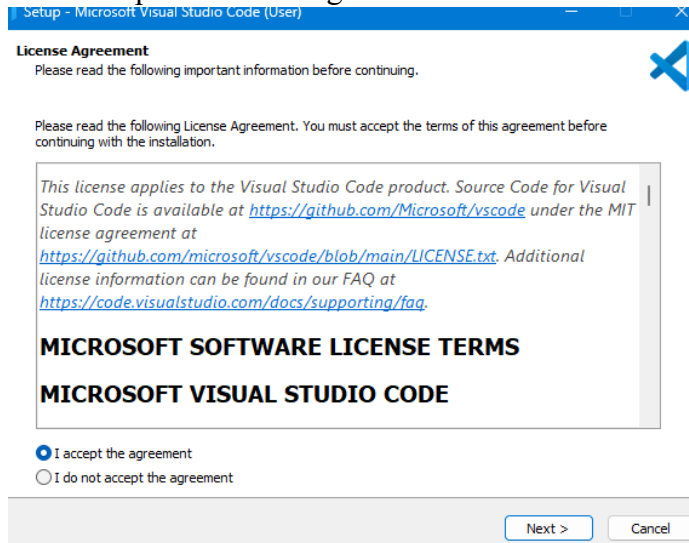 Setup - Microsoft Visual Studio Code (User)
License Agreement
Please read the following important information before continuing.
Please read the following License Agreement. You must accept the terms of this agreement before
continuing with the installation.
This license applies to the Visual Studio Code product. Source Code for Visual
Studio Code is available at https://github.com/Microsoft/vscode under the MIT
license agreement at
https://github.com/microsoft/vscode/blob/main/LICENSE.txt. Additional
license information can be found in our FAQ at
https://code.visualstudio.com/docs/supporting/faq.
MICROSOFT SOFTWARE LICENSE TERMS
MICROSOFT VISUAL STUDIO CODE
I accept the agreement
I do not accept the agreement
Next >
Cancel